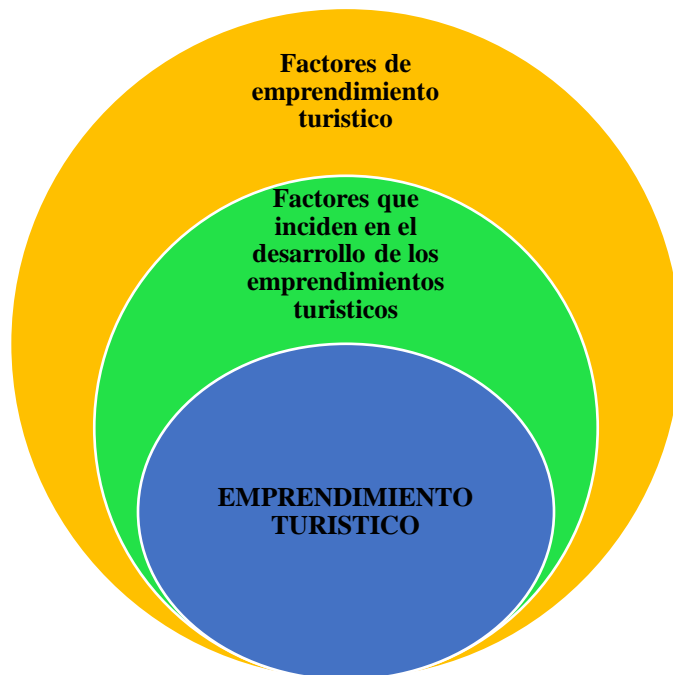 Factores de
emprendimiento
turistico
Factores que
inciden en el
desarrollo de los
emprendimientos
turisticos
EMPRENDIMIENTO
TURISTICO